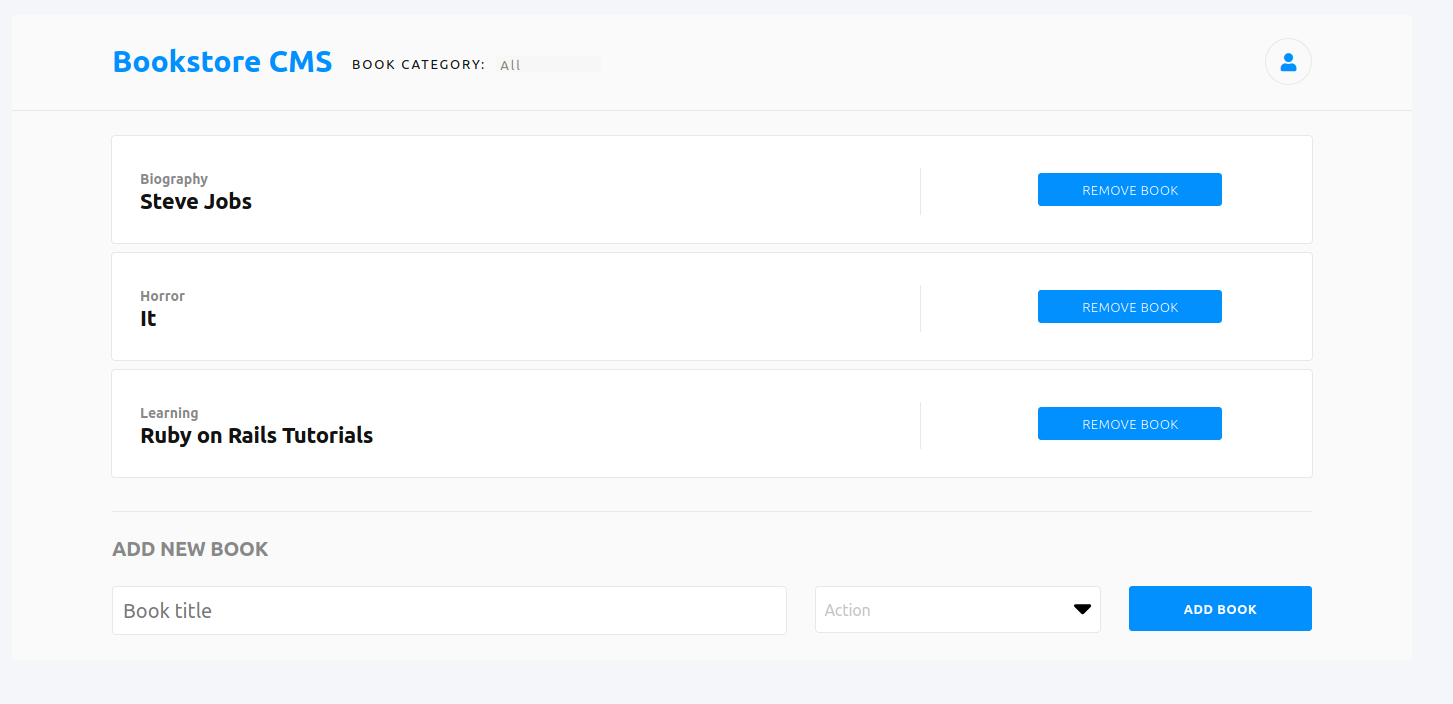 Bookstore CMS BOOK CATEGORY: All
Biography
Steve Jobs
REMOVE BOOK
Horror
It
REMOVE BOOK
Learning
Ruby on Rails Tutorials
REMOVE BOOK
ADD NEW BOOK
Book title Action ADD BOOK